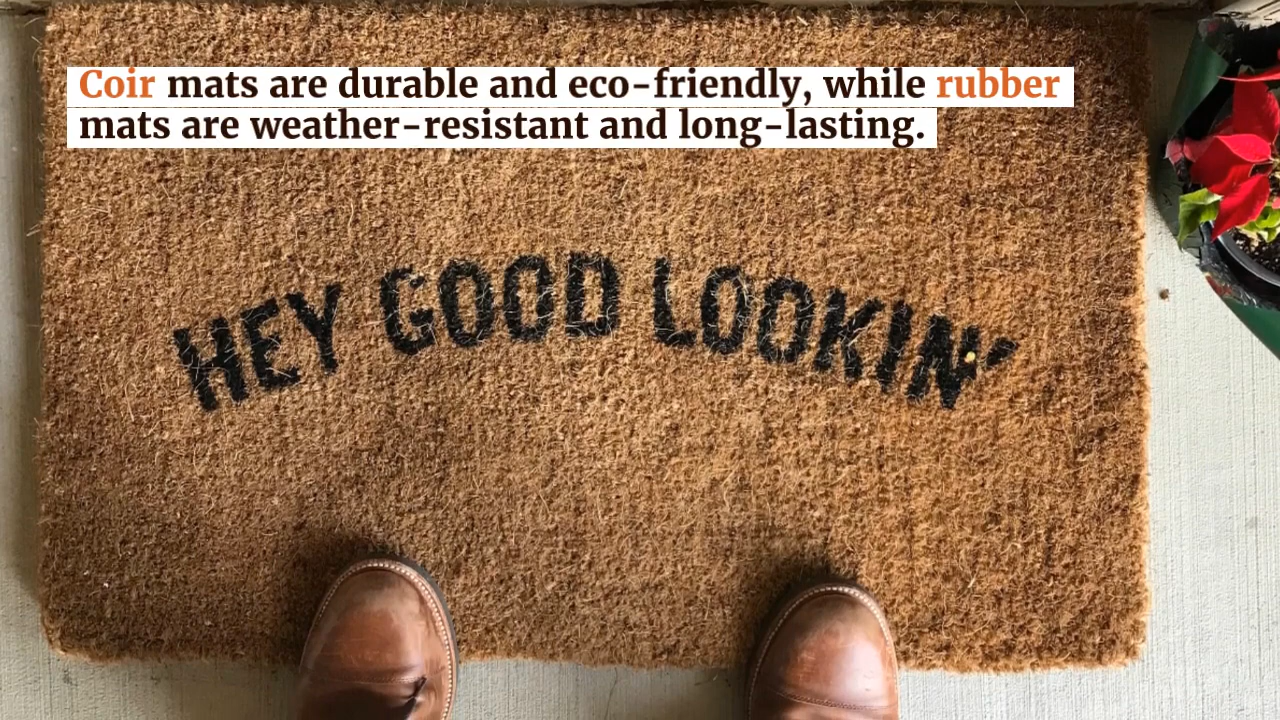 Coir mats are durable and eco-friendly, while rubber
mats are weather-resistant and long-lasting.
HEY GOOD LOOKIN'